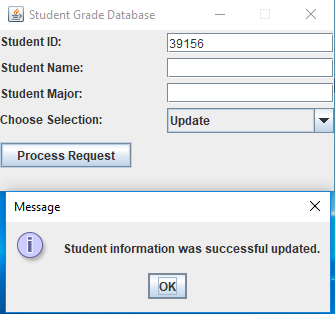 Student Grade Database
Student ID: 39156
Student Name:
Student Major:
Choose Selection: Update
Process Request
Message
Student information was successful updated.
OK